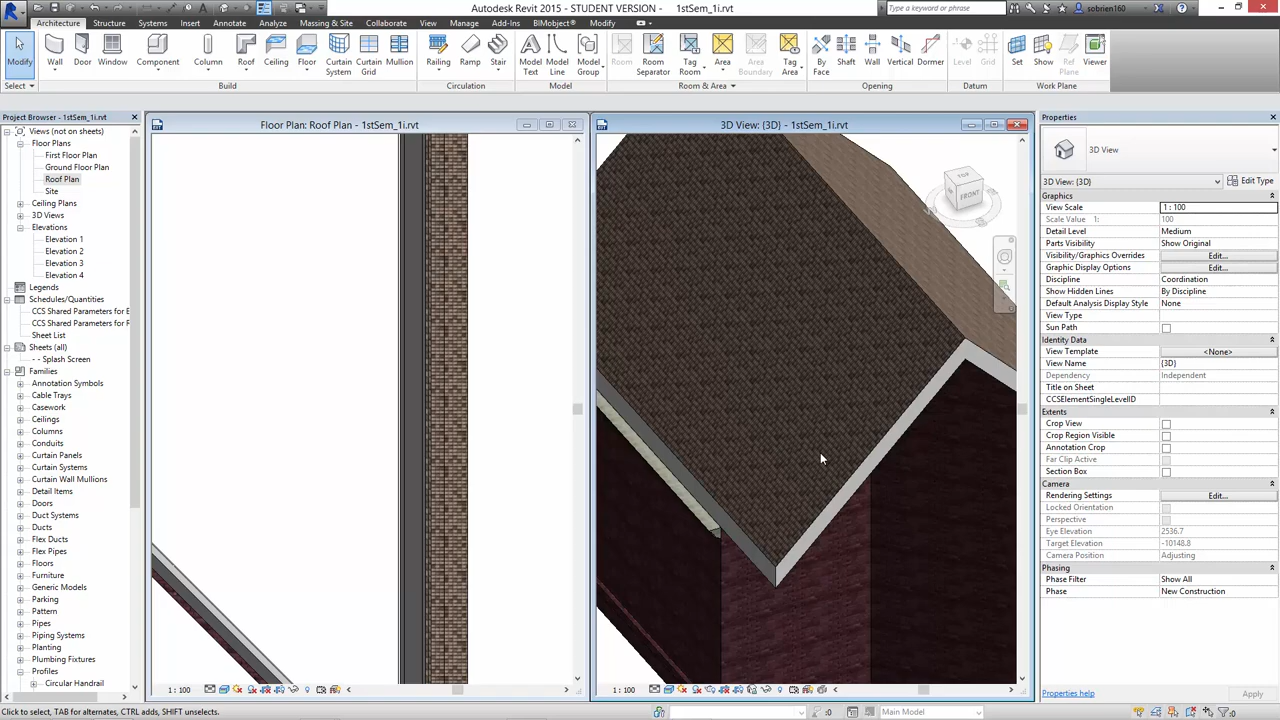 Autodesk Revit 2015 - STUDENT VERSION - 1stSem_1i.rvt
Type a keyword or phrase
sobrien160
Architecture Structure Systems Insert Annotate Analyze Massing & Site Collaborate View Manage Add-Ins BIMobject® Modify
Modify Wall Door Window Component Column Roof Ceiling Floor Curtain System Curtain Grid Mullion Railing Ramp Stair Model Text Model Line Model Group Room Room Separator Tag Room Area Area Boundary Tag Area By Face Shaft Wall Vertical Dormer Level Grid Set Show Ref Plane Viewer
Select Build Circulation Model Room & Area Opening Datum Work Plane
Project Browser - 1stSem_1i.rvt
Views (not on sheets)
Floor Plans
First Floor Plan
Ground Floor Plan
Roof Plan
Site
Ceiling Plans
3D Views
Elevations
Elevation 1
Elevation 2
Elevation 3
Elevation 4
Legends
Schedules/Quantities
CCS Shared Parameters for E
CCS Shared Parameters for F
Sheet List
Sheets (all)
- - Splash Screen
Families
Annotation Symbols
Cable Trays
Casework
Ceilings
Columns
Conduits
Curtain Panels
Curtain Systems
Curtain Wall Mullions
Detail Items
Doors
Duct Systems
Ducts
Flex Ducts
Flex Pipes
Floors
Furniture
Generic Models
Parking
Pattern
Pipes
Piping Systems
Planting
Plumbing Fixtures
Profiles
Circular Handrail
Floor Plan: Roof Plan - 1stSem_1i.rvt
1 : 100
3D View: {3D} - 1stSem_1i.rvt
TOP
FRONT
1 : 100
Properties
3D View
3D View: {3D} Edit Type
Graphics
View Scale 1 : 100
Scale Value 1: 100
Detail Level Medium
Parts Visibility Show Original
Visibility/Graphics Overrides Edit...
Graphic Display Options Edit...
Discipline Coordination
Show Hidden Lines By Discipline
Default Analysis Display Style None
View Type
Sun Path
Identity Data
View Template <None>
View Name {3D}
Dependency Independent
Title on Sheet
CCSElementSingleLevelID
Extents
Crop View
Crop Region Visible
Annotation Crop
Far Clip Active
Section Box
Camera
Rendering Settings Edit...
Locked Orientation
Perspective
Eye Elevation 2536.7
Target Elevation -10148.8
Camera Position Adjusting
Phasing
Phase Filter Show All
Phase New Construction
Properties help Apply
Click to select, TAB for alternates, CTRL adds, SHIFT unselects.
:0
Main Model
:0